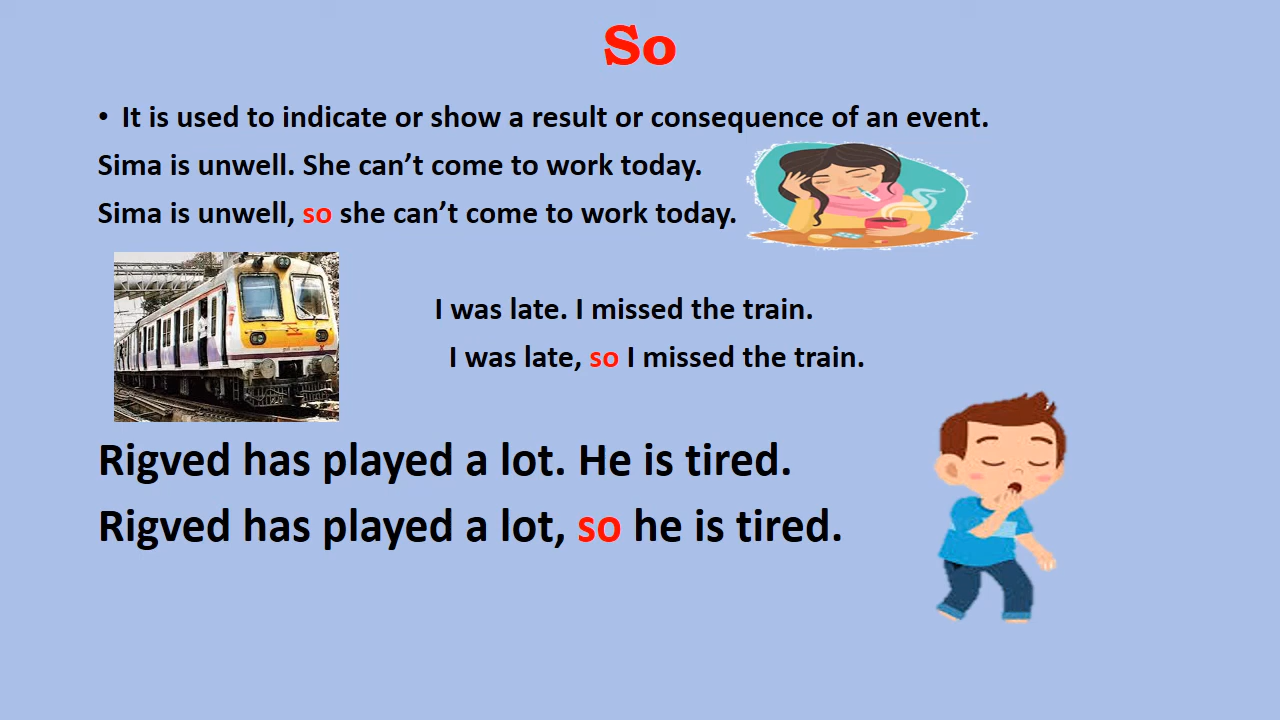 So
• It is used to indicate or show a result or consequence of an event.
Sima is unwell. She can’t come to work today.
Sima is unwell, so she can’t come to work today.
I was late. I missed the train.
I was late, so I missed the train.
Rigved has played a lot. He is tired.
Rigved has played a lot, so he is tired.